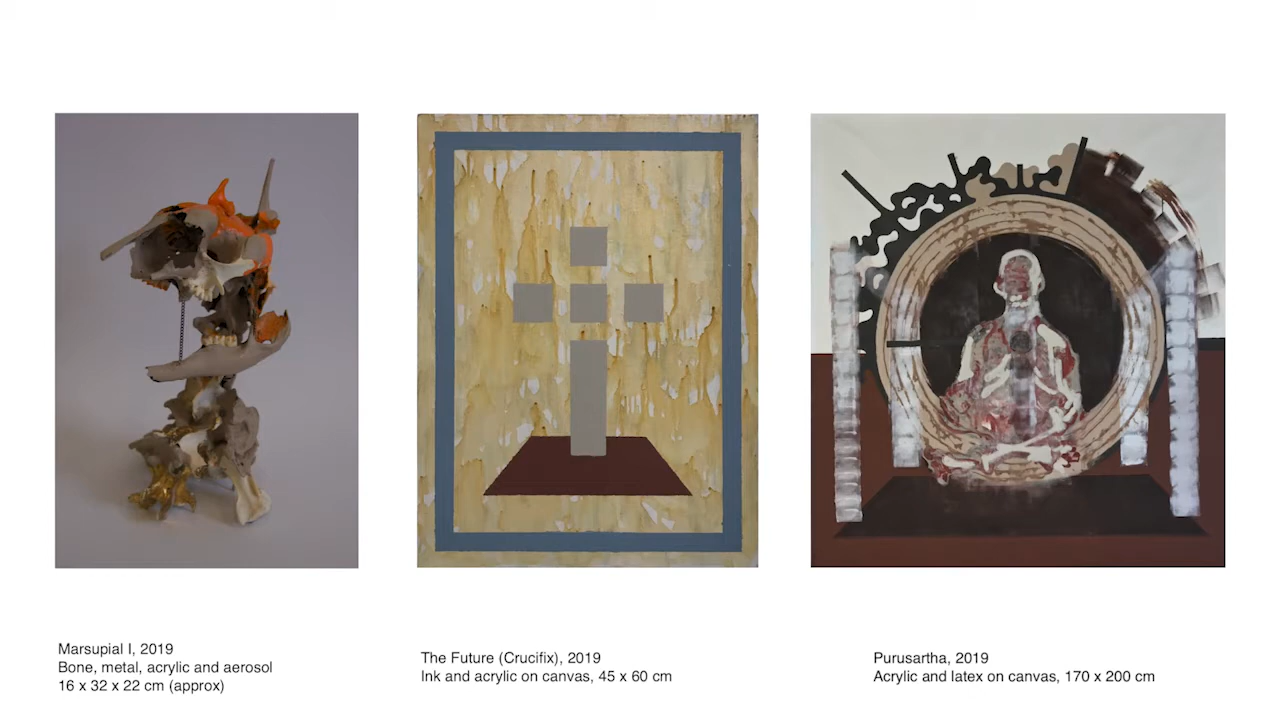 Marsupial I, 2019
Bone, metal, acrylic and aerosol
16 x 32 x 22 cm (approx)
The Future (Crucifix), 2019
Ink and acrylic on canvas, 45 x 60 cm
Purusartha, 2019
Acrylic and latex on canvas, 170 x 200 cm